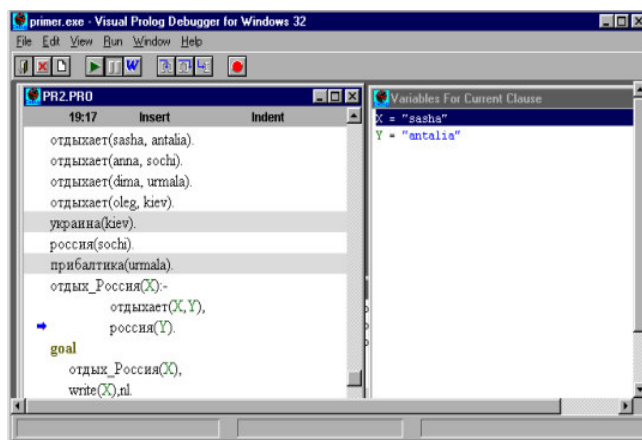 primer.exe - Visual Prolog Debugger for Windows 32
File Edit View Run Window Help
W
PR2.PRO
19:17 Insert Indent
отдыхает(sasha, antalia).
отдыхает(anna, sochi).
отдыхает(dima, urmala).
отдыхает(oleg, kiev).
украина(kiev).
россия(sochi).
прибалтика(urmala).
отдых_Россия(X):-
отдыхает(X,Y),
россия(Y).
goal
отдых_Россия(X),
write(X),nl.
Variables For Current Clause
X = "sasha"
Y = "antalia"